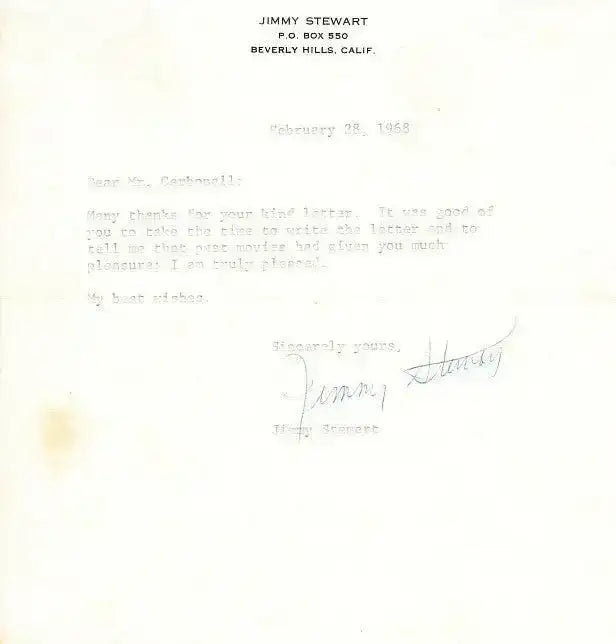 JIMMY STEWART
P.O. BOX 550
BEVERLY HILLS, CALIF.
February 28, 1968
Dear Mr. Carbonell:
Many thanks for your kind letter. It was good of
you to take the time to write the letter and to
tell me that past movies had given you much
pleasure; I am truly pleased.
My best wishes.
Sincerely yours,
Jimmy Stewart
Jimmy Stewart